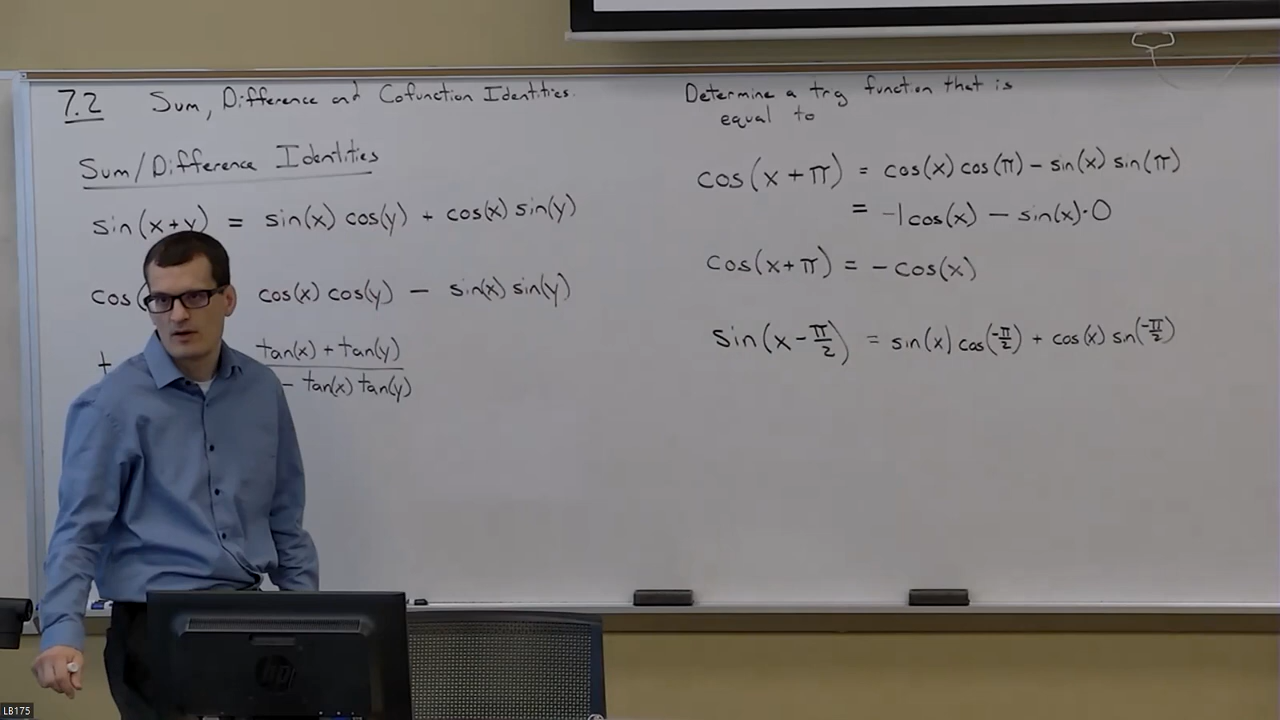 7.2 Sum, Difference and Cofunction Identities.
Sum/Difference Identities
sin(x+y) = sin(x) cos(y) + cos(x) sin(y)
cos( cos(x) cos(y) - sin(x) sin(y)
t tan(x) + tan(y)
- tan(x) tan(y)
Determine a trig function that is
equal to
cos(x + π) = cos(x) cos(π) - sin(x) sin(π)
= -1cos(x) - sin(x)·0
cos(x+π) = -cos(x)
sin(x-π/2) = sin(x) cos(-π/2) + cos(x) sin(-π/2)
hp
LB175